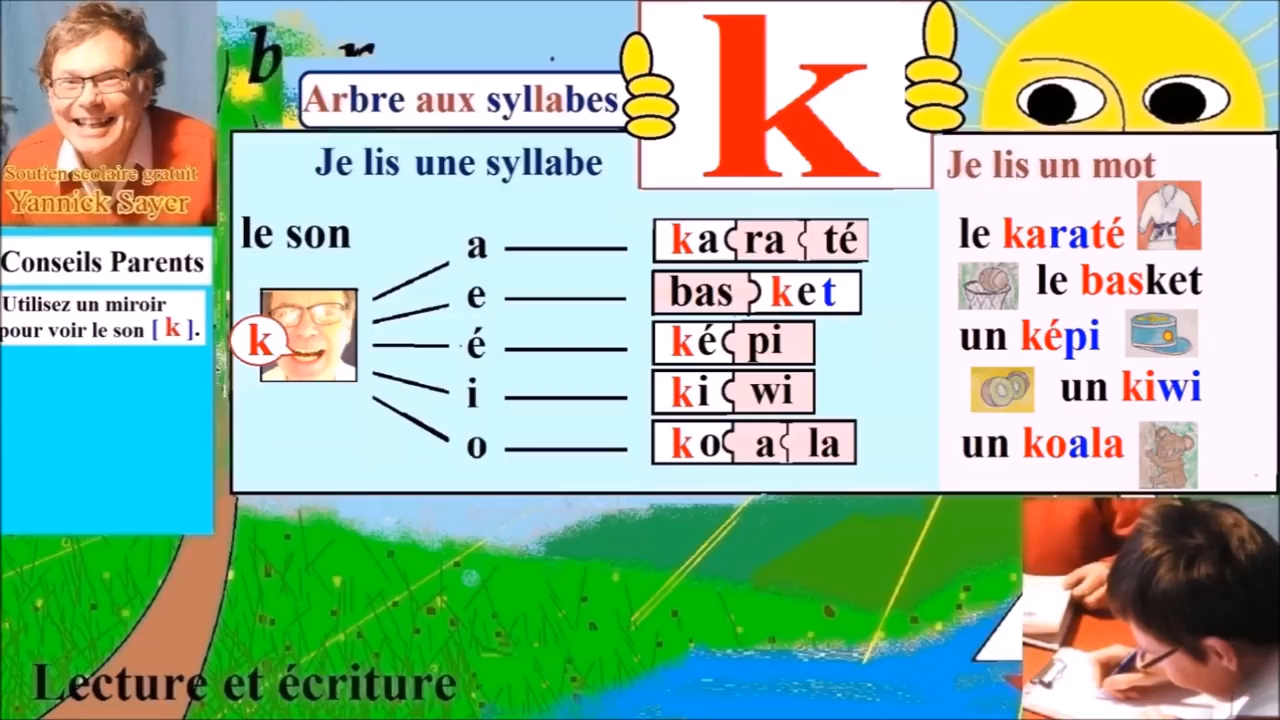 b r
k
Arbre aux syllabes
Soutien scolaire gratuit
Yannick Sayer
Conseils Parents
Utilisez un miroir
pour voir le son [ k ].
Je lis une syllabe
le son
k
a
e
é
i
o
ka ra té
bas ket
ké pi
ki wi
ko a la
Je lis un mot
le karaté
le basket
un képi
un kiwi
un koala
Lecture et écriture